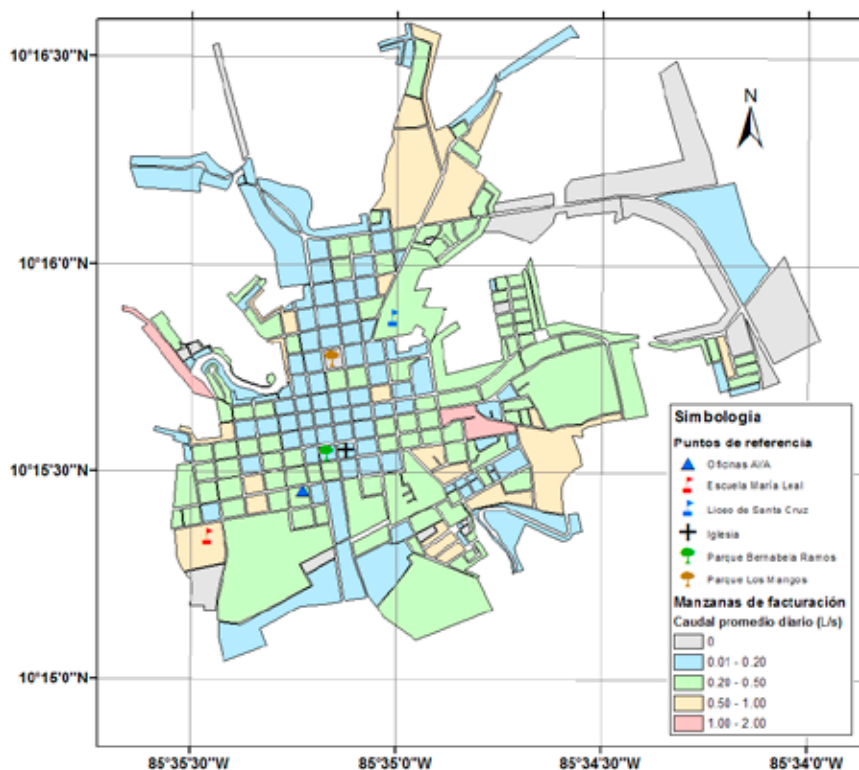 10°16'30"N
N
10°16'0"N
10°15'30"N
10°15'0"N
85°35'30"W
85°35'0"W
85°34'30"W
85°34'0"W
Simbología
Puntos de referencia
Oficinas AyA
Escuela María Leal
Liceo de Santa Cruz
Iglesia
Parque Bernabela Ramos
Parque Los Mangos
Manzanas de facturación
Caudal promedio diario (L/s)
0
0.01 - 0.20
0.20 - 0.50
0.50 - 1.00
1.00 - 2.00